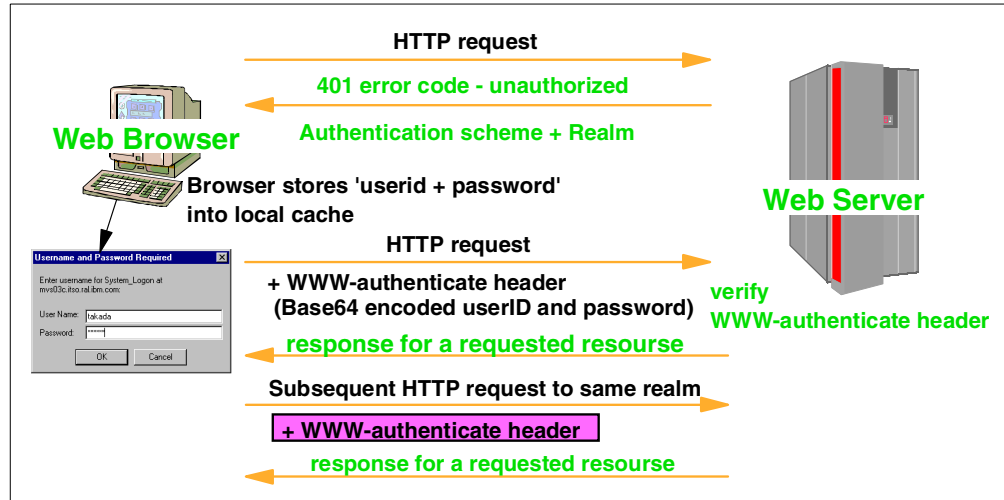 HTTP request
401 error code - unauthorized
Authentication scheme + Realm
Web Browser
Browser stores 'userid + password'
into local cache
Web Server
HTTP request
+ WWW-authenticate header
(Base64 encoded userID and password)
verify
WWW-authenticate header
Username and Password Required
Enter username for System_Logon at
mvs03c.itso.ral.ibm.com:
User Name: takada
Password: *****
OK Cancel
response for a requested resourse
Subsequent HTTP request to same realm
+ WWW-authenticate header
response for a requested resourse